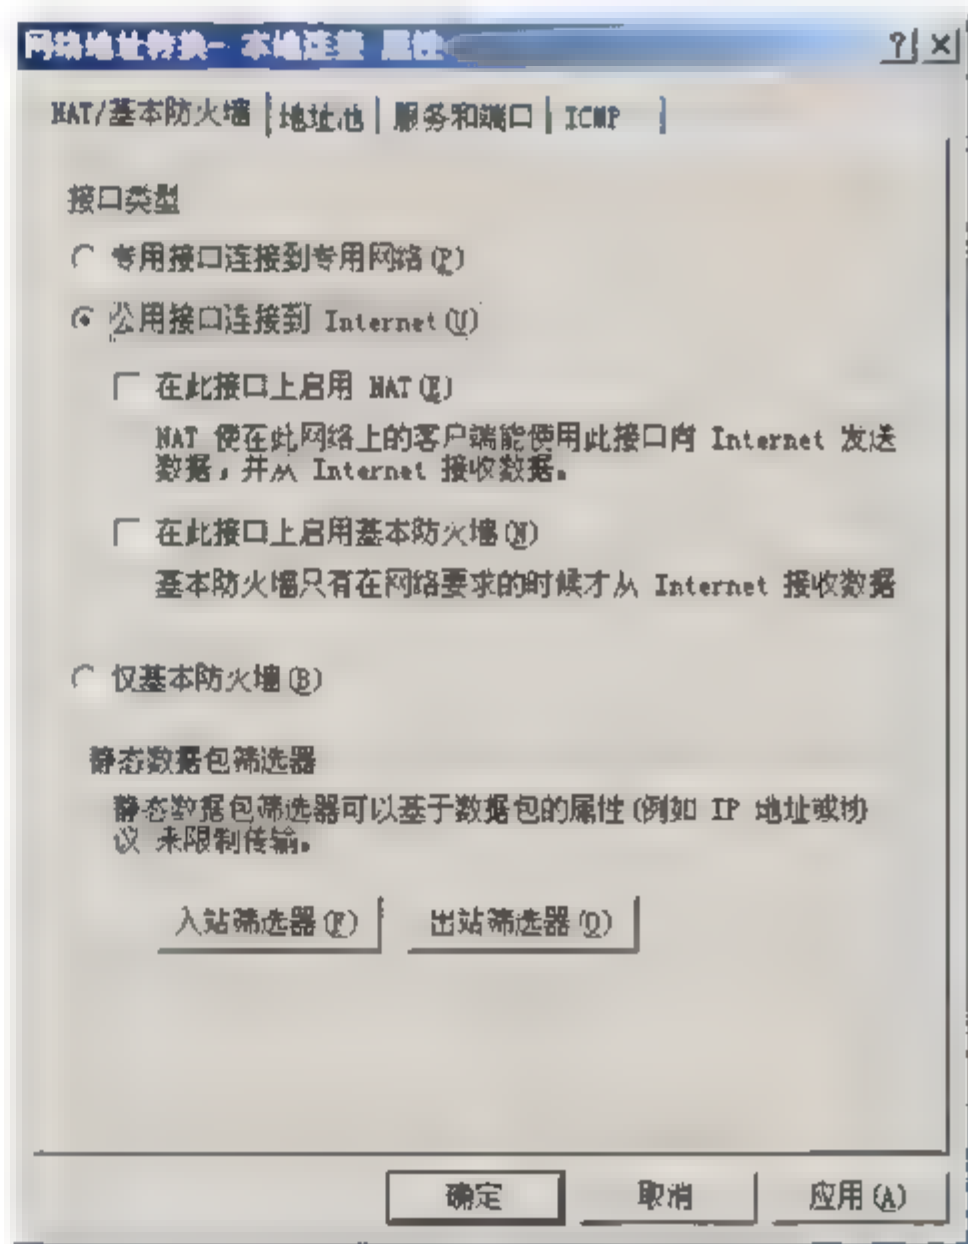 网络地址转换- 本地连接 属性
? ×
NAT/基本防火墙 地址池 服务和端口 ICMP
接口类型
专用接口连接到专用网络(P)
公用接口连接到 Internet(U)
在此接口上启用 NAT(E)
NAT 使在此网络上的客户端能使用此接口向 Internet 发送
数据，并从 Internet 接收数据。
在此接口上启用基本防火墙(N)
基本防火墙只有在网络要求的时候才从 Internet 接收数据
仅基本防火墙(B)
静态数据包筛选器
静态数据包筛选器可以基于数据包的属性(例如 IP 地址或协
议 来限制传输。
入站筛选器(F) 出站筛选器(O)
确定 取消 应用(A)